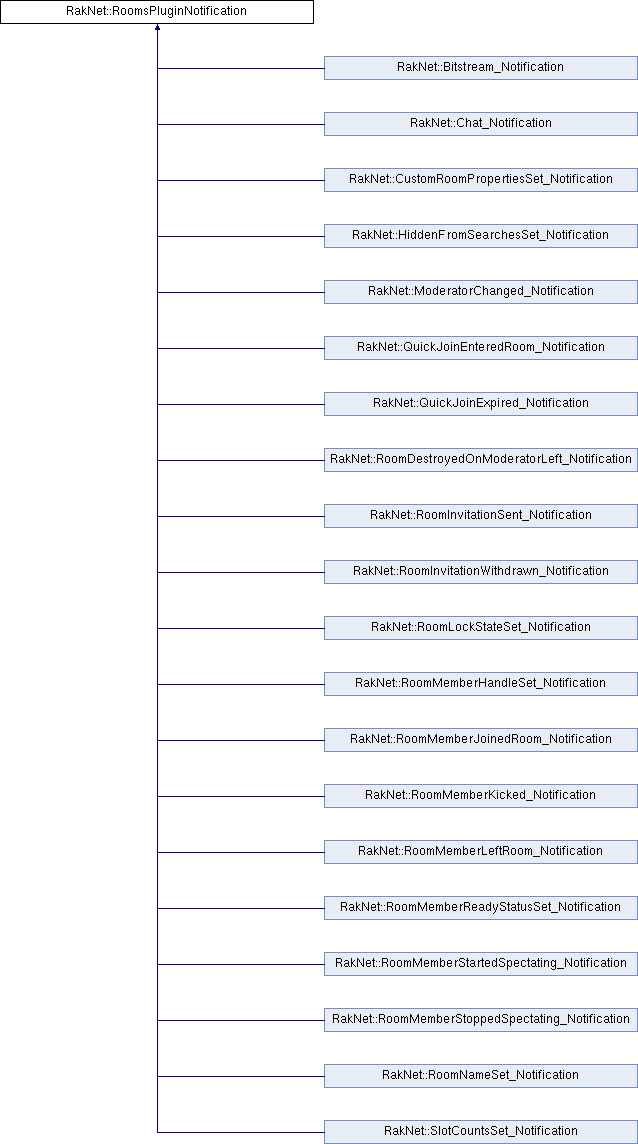 RakNet::RoomsPluginNotification
RakNet::Bitstream_Notification
RakNet::Chat_Notification
RakNet::CustomRoomPropertiesSet_Notification
RakNet::HiddenFromSearchesSet_Notification
RakNet::ModeratorChanged_Notification
RakNet::QuickJoinEnteredRoom_Notification
RakNet::QuickJoinExpired_Notification
RakNet::RoomDestroyedOnModeratorLeft_Notification
RakNet::RoomInvitationSent_Notification
RakNet::RoomInvitationWithdrawn_Notification
RakNet::RoomLockStateSet_Notification
RakNet::RoomMemberHandleSet_Notification
RakNet::RoomMemberJoinedRoom_Notification
RakNet::RoomMemberKicked_Notification
RakNet::RoomMemberLeftRoom_Notification
RakNet::RoomMemberReadyStatusSet_Notification
RakNet::RoomMemberStartedSpectating_Notification
RakNet::RoomMemberStoppedSpectating_Notification
RakNet::RoomNameSet_Notification
RakNet::SlotCountsSet_Notification